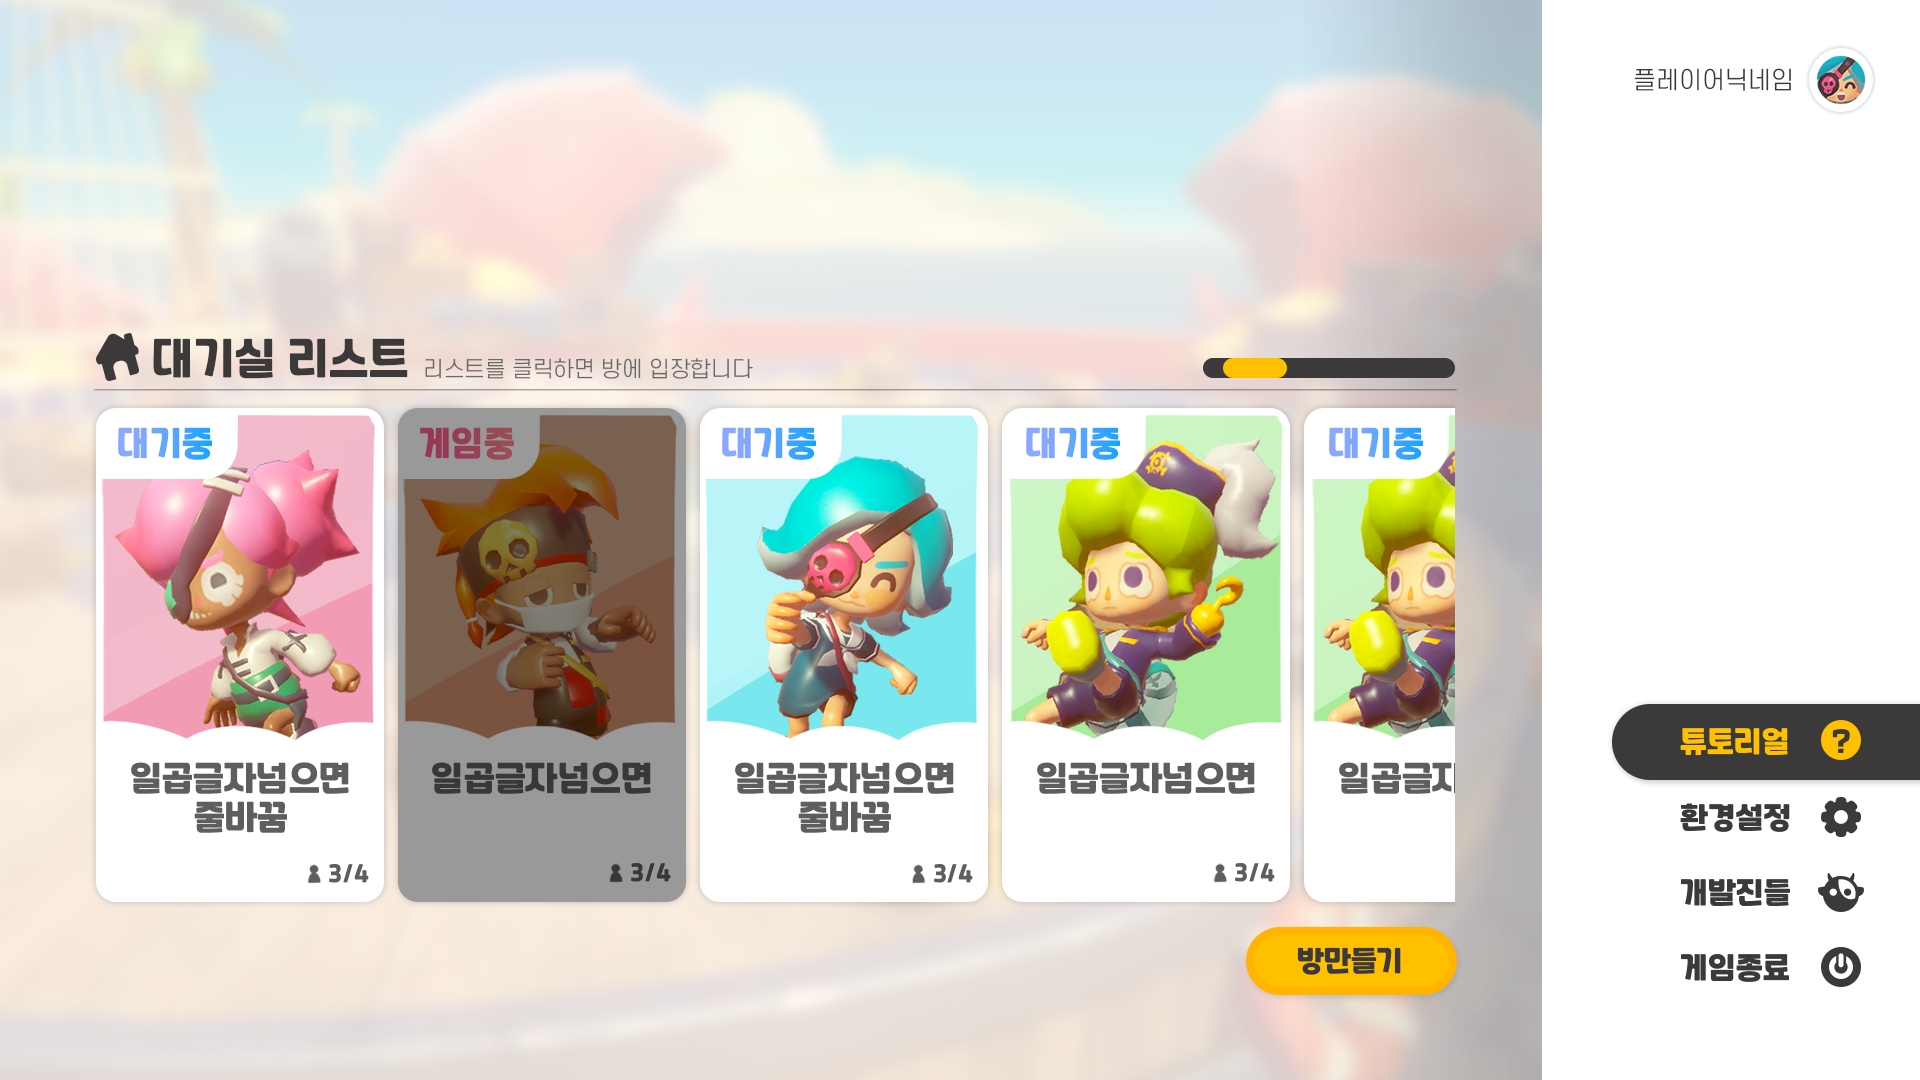 플레이어닉네임
대기실 리스트
리스트를 클릭하면 방에 입장합니다
대기중
게임중
대기중
대기중
대기중
일곱글자넘으면
줄바꿈
3/4
일곱글자넘으면
3/4
일곱글자넘으면
줄바꿈
3/4
일곱글자넘으면
3/4
일곱글자
방만들기
튜토리얼 ?
환경설정
개발진들
게임종료